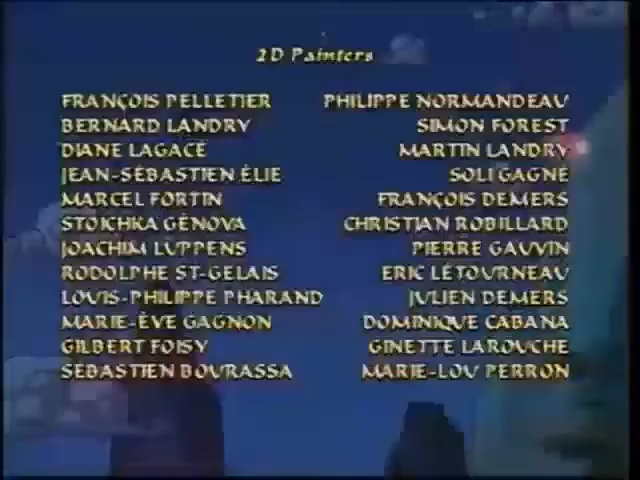 2D Painters
FRANÇOIS PELLETIER PHILIPPE NORMANDEAU
BERNARD LANDRY SIMON FOREST
DIANE LAGACÉ MARTIN LANDRY
JEAN-SÉBASTIEN ÉLIE SOLI GAGNÉ
MARCEL FORTIN FRANÇOIS DEMERS
STOICHKA GÉNOVA CHRISTIAN ROBILLARD
JOACHIM LÜPPENS PIERRE GAUVIN
RODOLPHE ST-GELAIS ERIC LÉTOURNEAU
LOUIS-PHILIPPE PHARAND JULIEN DEMERS
MARIE-ÈVE GAGNON DOMINIQUE CABANA
GILBERT FOISY GINETTE LAROUCHE
SÉBASTIEN BOURASSA MARIE-LOU PERRON